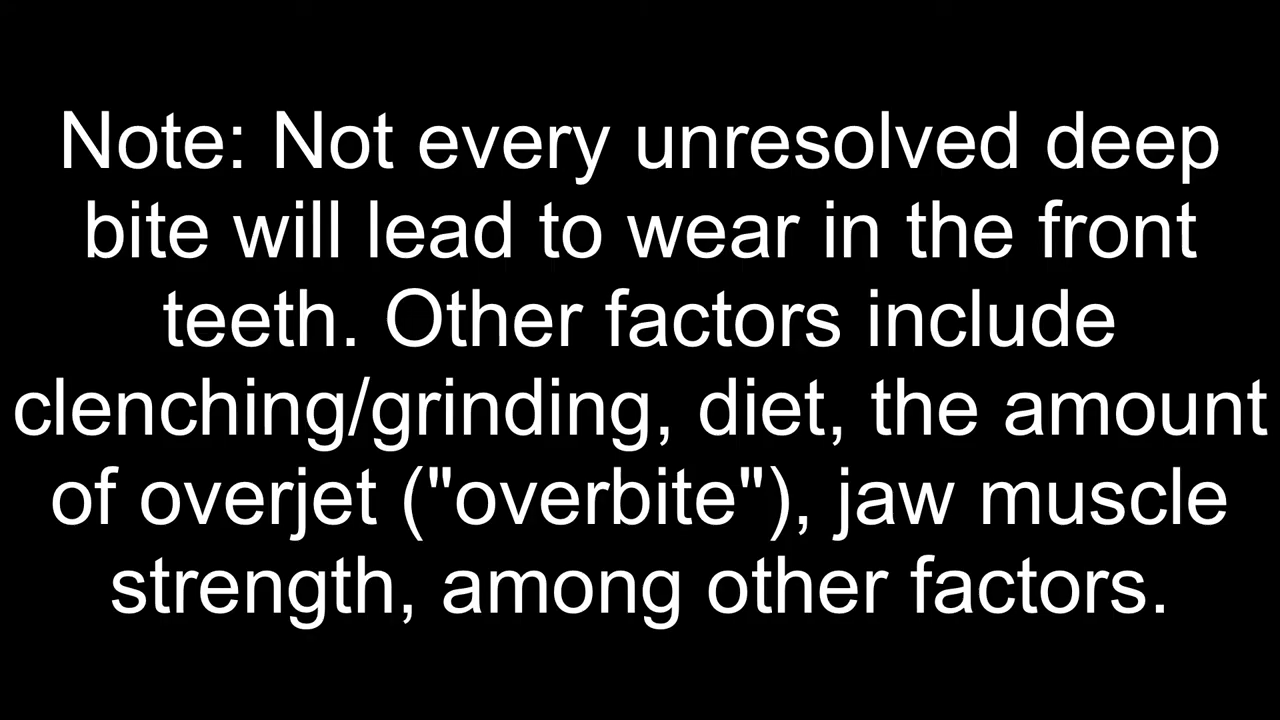 Note: Not every unresolved deep
bite will lead to wear in the front
teeth. Other factors include
clenching/grinding, diet, the amount
of overjet ("overbite"), jaw muscle
strength, among other factors.